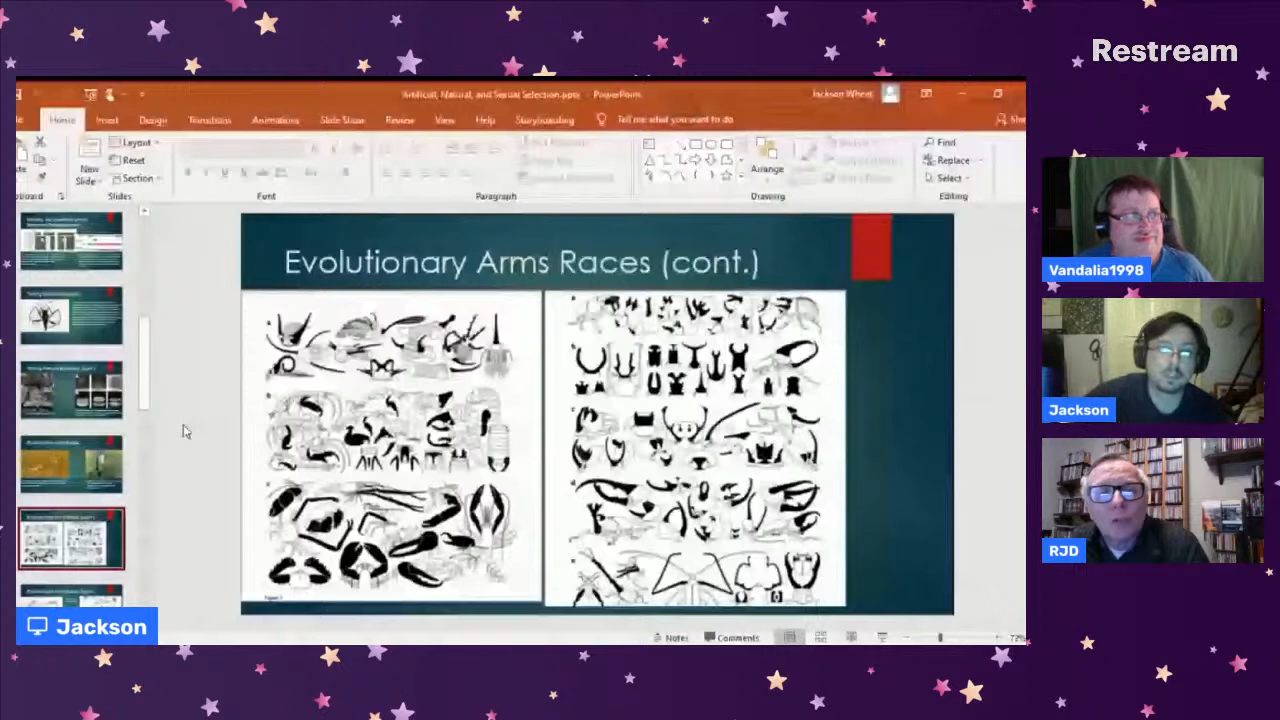 Restream
Artificial, Natural, and Sexual Selection.pptx - PowerPoint
Jackson Wheat
Home Insert Design Transitions Animations Slide Show Review View Help Storyboarding Tell me what you want to do
New
Slide
Layout
Reset
Section
Slides
Font
Paragraph
Arrange
Drawing
Find
Replace
Select
Editing
Evolutionary Arms Races (cont.)
Vandalia1998
Jackson
RJD
Jackson
Notes
Comments
72%